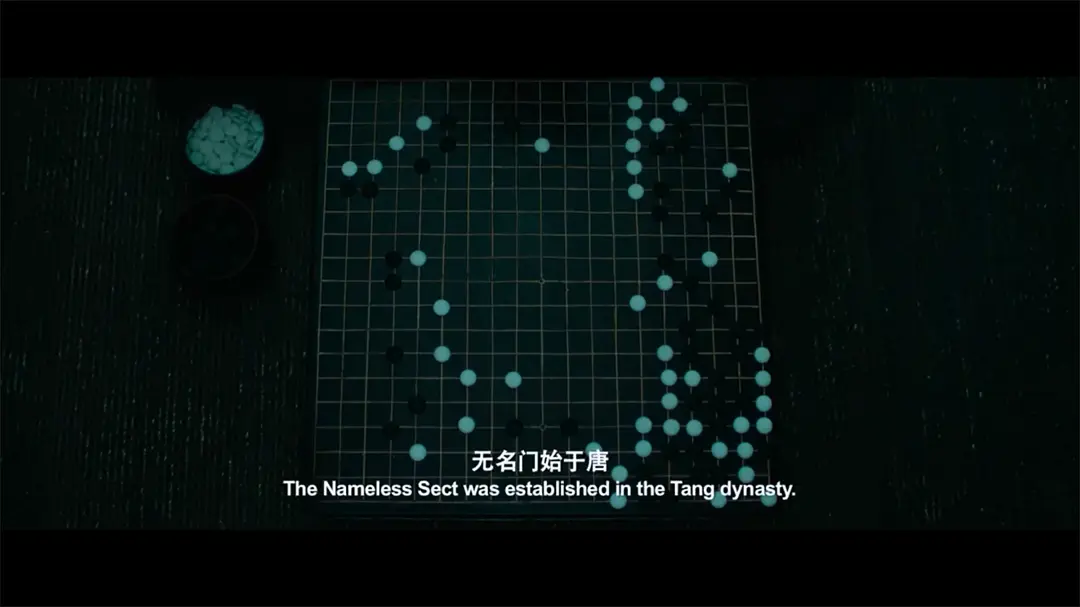 无名门始于唐
The Nameless Sect was established in the Tang dynasty.